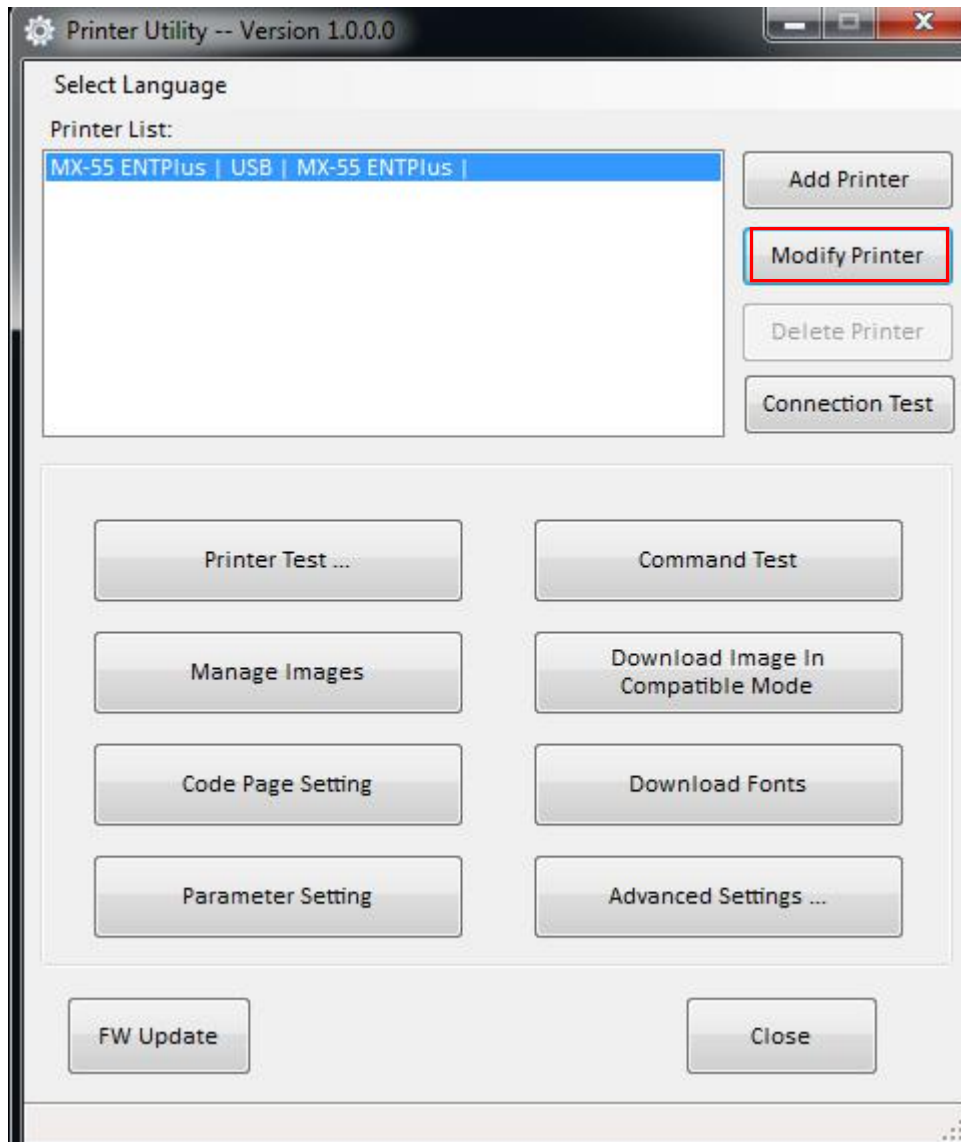 Printer Utility -- Version 1.0.0.0
Select Language
Printer List:
MX-55 ENTPlus | USB | MX-55 ENTPlus |
Add Printer
Modify Printer
Delete Printer
Connection Test
Printer Test ...
Command Test
Manage Images
Download Image In
Compatible Mode
Code Page Setting
Download Fonts
Parameter Setting
Advanced Settings ...
FW Update
Close